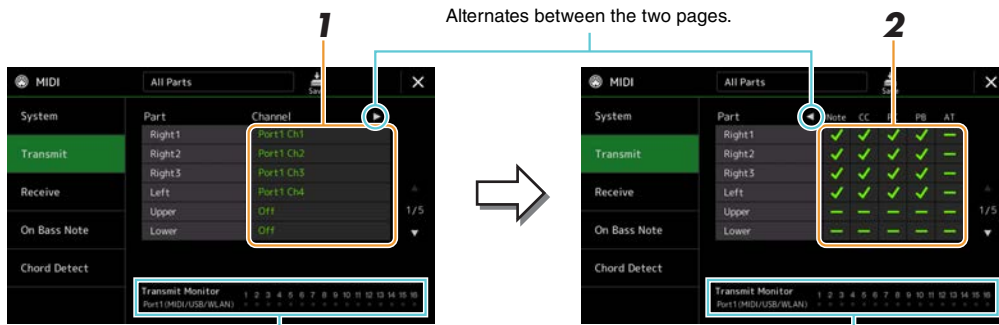 Alternates between the two pages.
1
2
MIDI
All Parts
Save
System
Part
Channel
Right1
Port1 Ch1
Transmit
Right2
Port1 Ch2
Right3
Port1 Ch3
Receive
Left
Port1 Ch4
Upper
Off
1/5
On Bass Note
Lower
Off
Chord Detect
Transmit Monitor
Port1(MIDI/USB/WLAN)
1 2 3 4 5 6 7 8 9 10 11 12 13 14 15 16
MIDI
All Parts
Save
System
Part
Note CC PC PB AT
Right1
Transmit
Right2
Right3
Receive
Left
Upper
1/5
On Bass Note
Lower
Chord Detect
Transmit Monitor
Port1(MIDI/USB/WLAN)
1 2 3 4 5 6 7 8 9 10 11 12 13 14 15 16